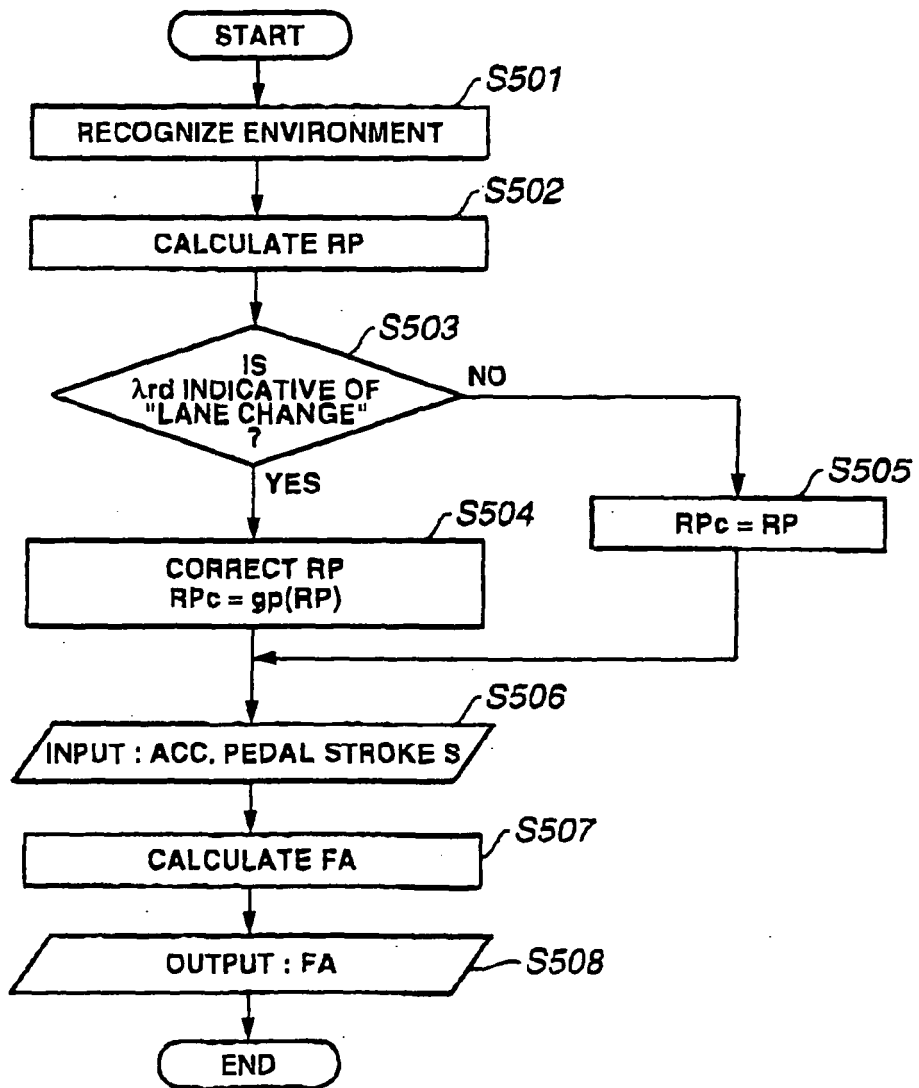 START
S501
RECOGNIZE ENVIRONMENT
S502
CALCULATE RP
S503
IS
λrd INDICATIVE OF
"LANE CHANGE"
?
NO
YES
S505
RPc = RP
S504
CORRECT RP
RPc = gp(RP)
S506
INPUT : ACC. PEDAL STROKE S
S507
CALCULATE FA
OUTPUT : FA
S508
END